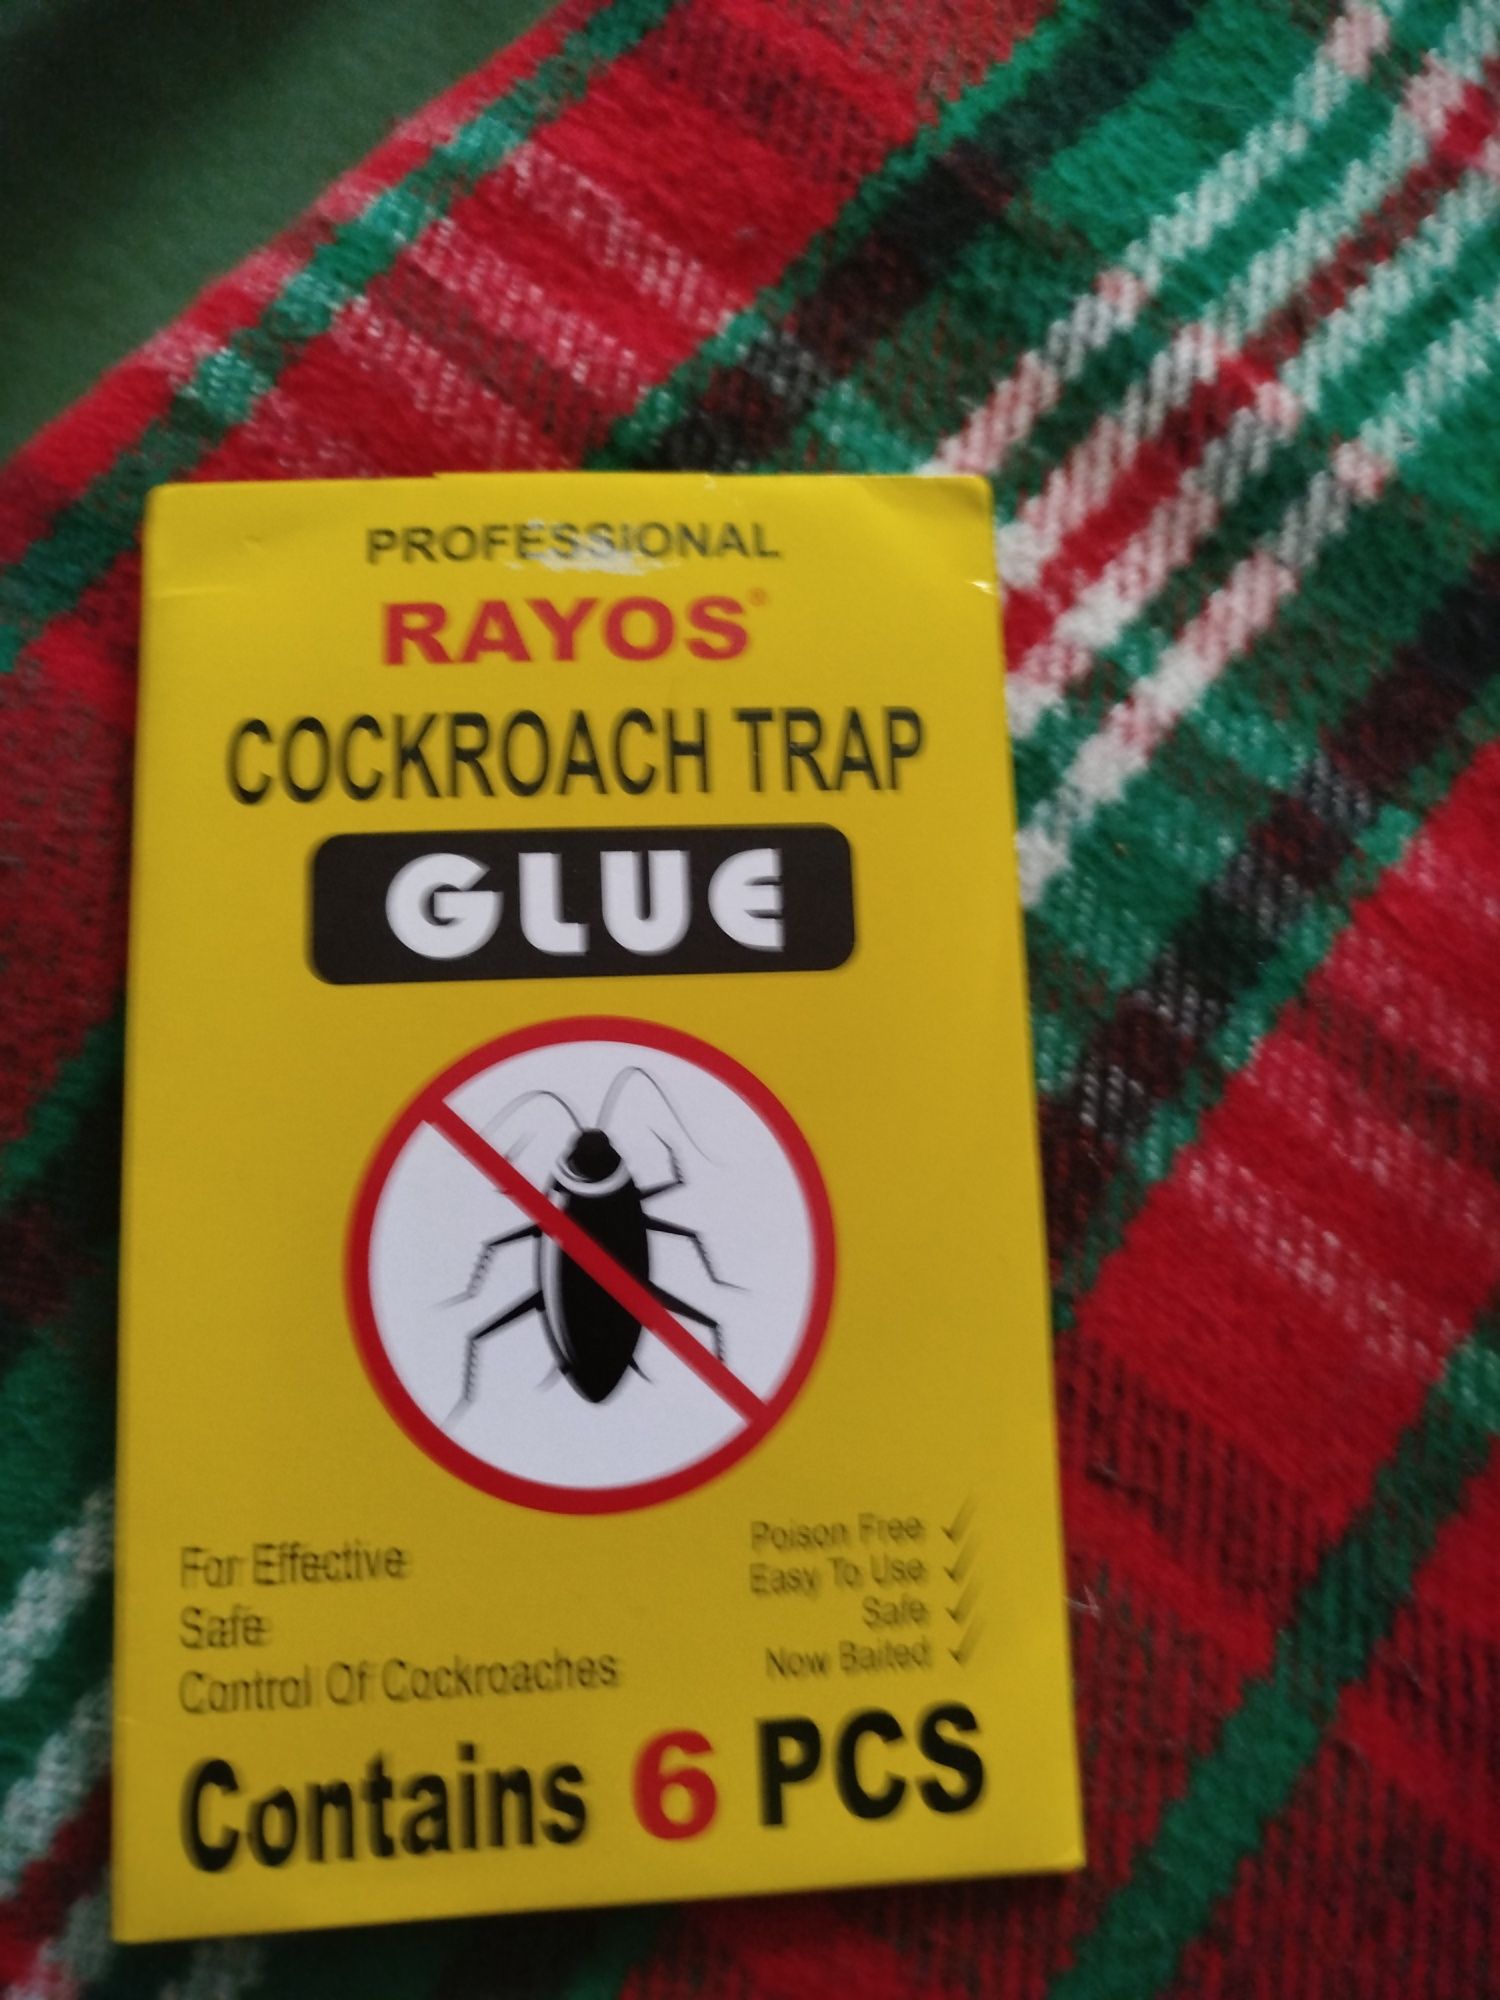 PROFESSIONAL
RAYOS®
COCKROACH TRAP
GLUE
For Effective
Safe
Control Of Cockroaches
Poison Free ✓
Easy To Use ✓
Safe ✓
Now Baited ✓
Contains 6 PCS